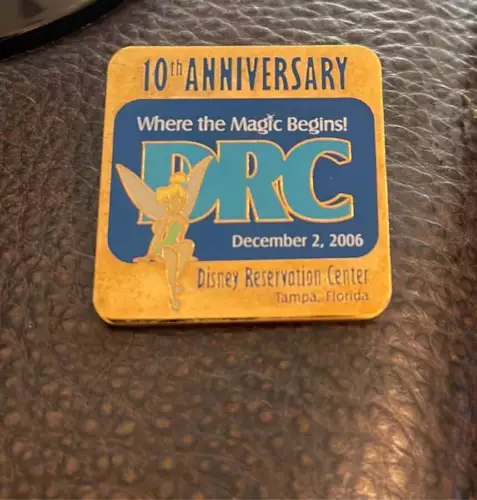 10th ANNIVERSARY
Where the Magic Begins!
DRC
December 2, 2006
Disney Reservation Center
Tampa, Florida